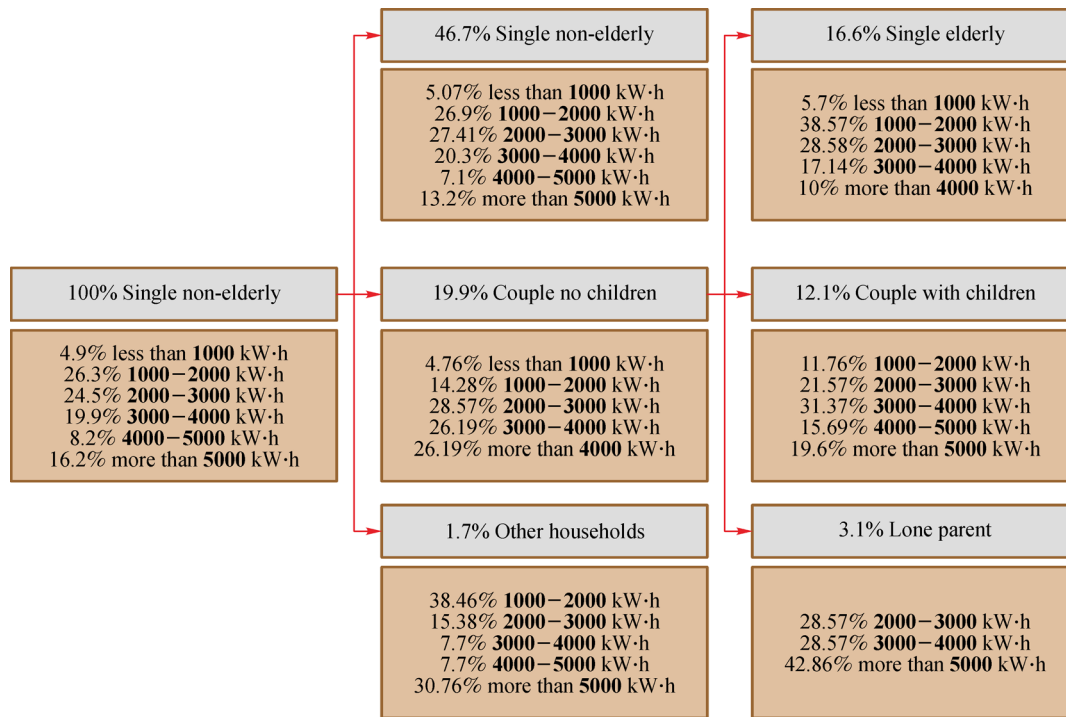 46.7% Single non-elderly
5.07% less than 1000 kW·h
26.9% 1000−2000 kW·h
27.41% 2000−3000 kW·h
20.3% 3000−4000 kW·h
7.1% 4000−5000 kW·h
13.2% more than 5000 kW·h
16.6% Single elderly
5.7% less than 1000 kW·h
38.57% 1000−2000 kW·h
28.58% 2000−3000 kW·h
17.14% 3000−4000 kW·h
10% more than 4000 kW·h
100% Single non-elderly
4.9% less than 1000 kW·h
26.3% 1000−2000 kW·h
24.5% 2000−3000 kW·h
19.9% 3000−4000 kW·h
8.2% 4000−5000 kW·h
16.2% more than 5000 kW·h
19.9% Couple no children
4.76% less than 1000 kW·h
14.28% 1000−2000 kW·h
28.57% 2000−3000 kW·h
26.19% 3000−4000 kW·h
26.19% more than 4000 kW·h
12.1% Couple with children
11.76% 1000−2000 kW·h
21.57% 2000−3000 kW·h
31.37% 3000−4000 kW·h
15.69% 4000−5000 kW·h
19.6% more than 5000 kW·h
1.7% Other households
38.46% 1000−2000 kW·h
15.38% 2000−3000 kW·h
7.7% 3000−4000 kW·h
7.7% 4000−5000 kW·h
30.76% more than 5000 kW·h
3.1% Lone parent
28.57% 2000−3000 kW·h
28.57% 3000−4000 kW·h
42.86% more than 5000 kW·h